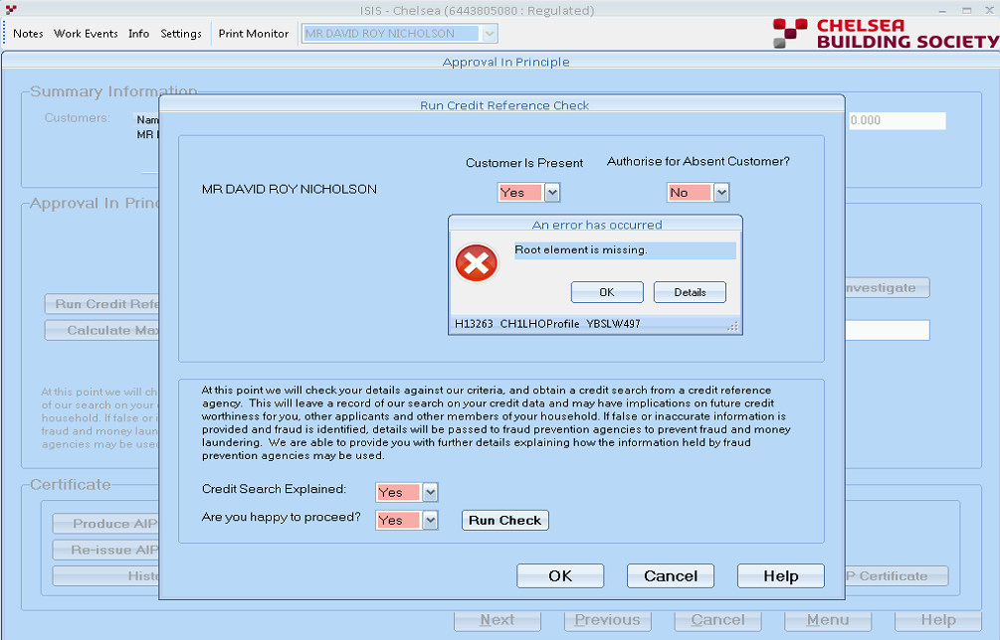 ISIS - Chelsea (6443805080 : Regulated)
Notes Work Events Info Settings Print Monitor MR DAVID ROY NICHOLSON
CHELSEA
BUILDING SOCIETY
Approval In Principle
Summary Information
Run Credit Reference Check
Customers:
Nam
MR
0.000
Customer Is Present Authorise for Absent Customer?
MR DAVID ROY NICHOLSON
Yes No
Approval In Princ
An error has occurred
Root element is missing.
OK Details
H13263 CH1LHOProfile YBSLW497
Run Credit Refe
nvestigate
Calculate Max
At this point we will ch
of our search on your
household. If false or i
fraud and money laun
agencies may be used
At this point we will check your details against our criteria, and obtain a credit search from a credit reference
agency. This will leave a record of our search on your credit data and may have implications on future credit
worthiness for you, other applicants and other members of your household. If false or inaccurate information is
provided and fraud is identified, details will be passed to fraud prevention agencies to prevent fraud and money
laundering. We are able to provide you with further details explaining how the information held by fraud
prevention agencies may be used.
Certificate
Credit Search Explained: Yes
Are you happy to proceed? Yes Run Check
Produce AIP
Re-issue AIP
Histo
P Certificate
OK Cancel Help
Next Previous Cancel Menu Help